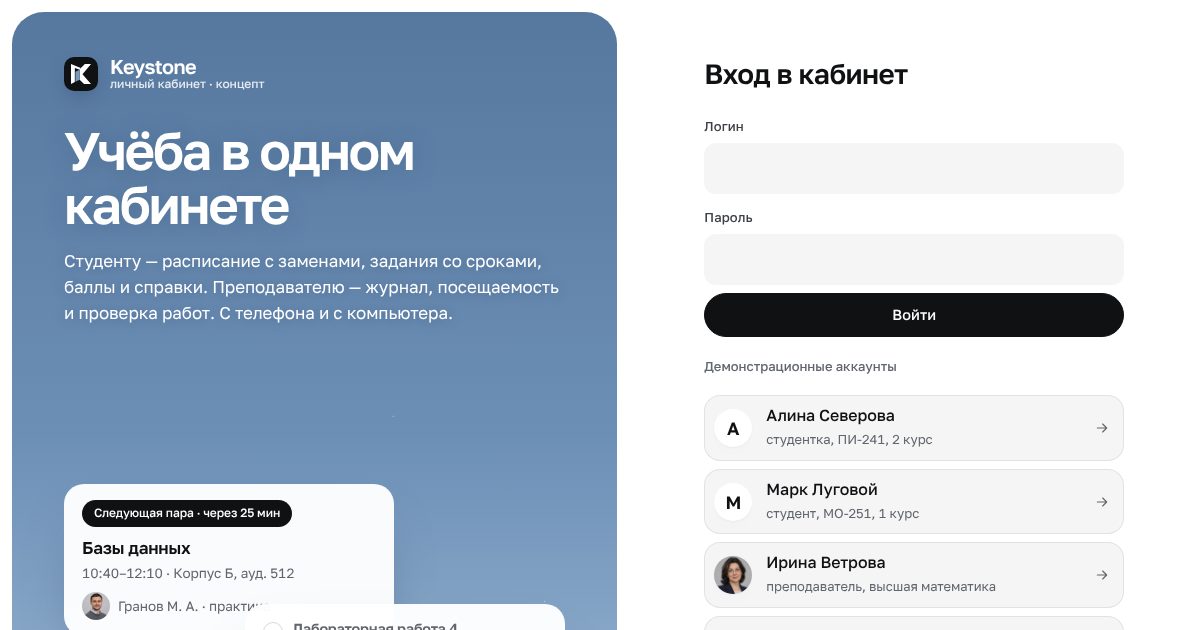 Keystone
личный кабинет · концепт
Учёба в одном
кабинете
Студенту — расписание с заменами, задания со сроками,
баллы и справки. Преподавателю — журнал, посещаемость
и проверка работ. С телефона и с компьютера.
Следующая пара · через 25 мин
Базы данных
10:40–12:10 · Корпус Б, ауд. 512
Гранов М. А. ·
Лабораторная работа 4
Вход в кабинет
Логин
Пароль
Войти
Демонстрационные аккаунты
А
Алина Северова
студентка, ПИ-241, 2 курс
М
Марк Луговой
студент, МО-251, 1 курс
Ирина Ветрова
преподаватель, высшая математика